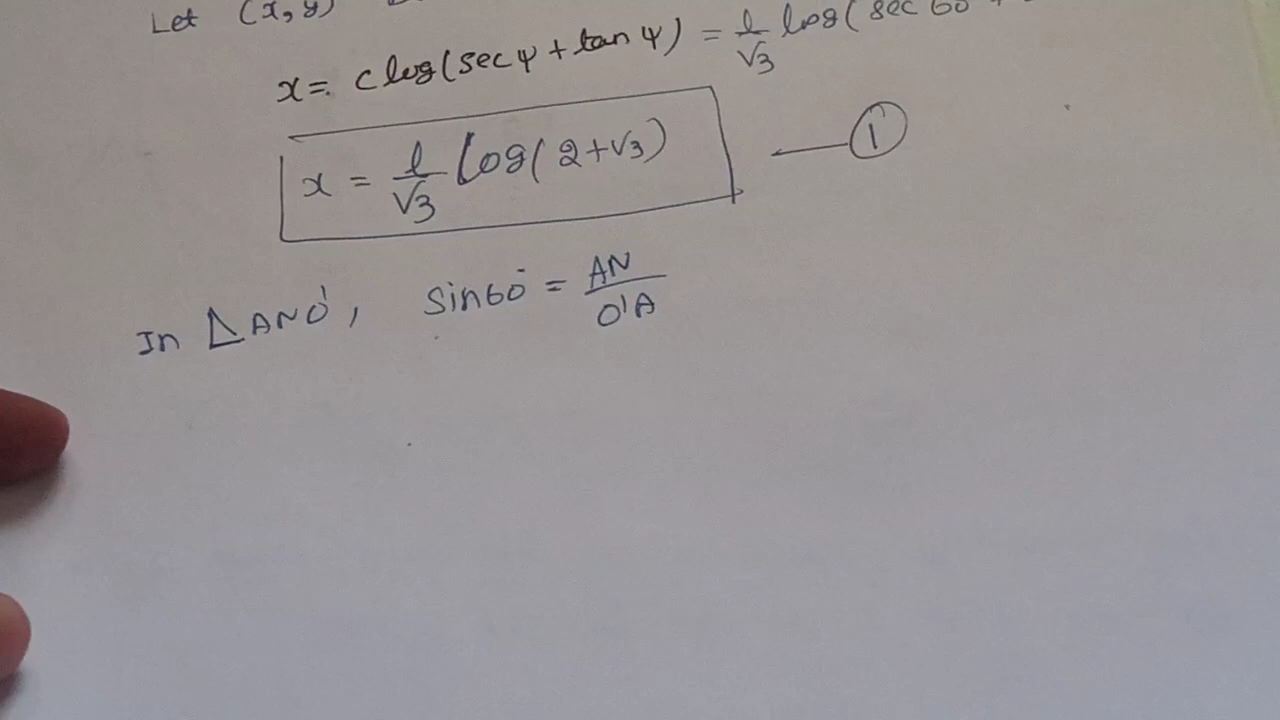 Let (x, y)
x = c log(sec ψ + tan ψ) = l/√3 log(sec 60
x = l/√3 log(2+√3) —— ①
In △ANO', sin60° = AN/O'A